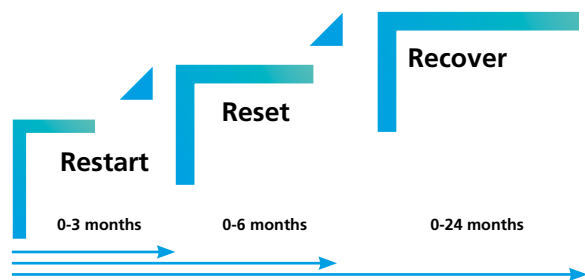 Restart
Reset
Recover
0-3 months
0-6 months
0-24 months